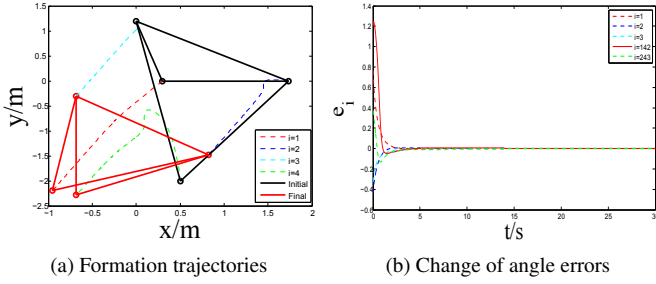 1.5
1
0.5
0
-0.5
-1
-1.5
-2
-2.5
y/m
-1
-0.5
0
0.5
1
1.5
2
x/m
i=1
i=2
i=3
i=4
Initial
Final
(a) Formation trajectories
1.4
1.2
1
0.8
0.6
0.4
0.2
0
-0.2
-0.4
-0.6
e_i
0
5
10
15
20
25
30
t/s
i=1
i=2
i=3
i=142
i=243
(b) Change of angle errors